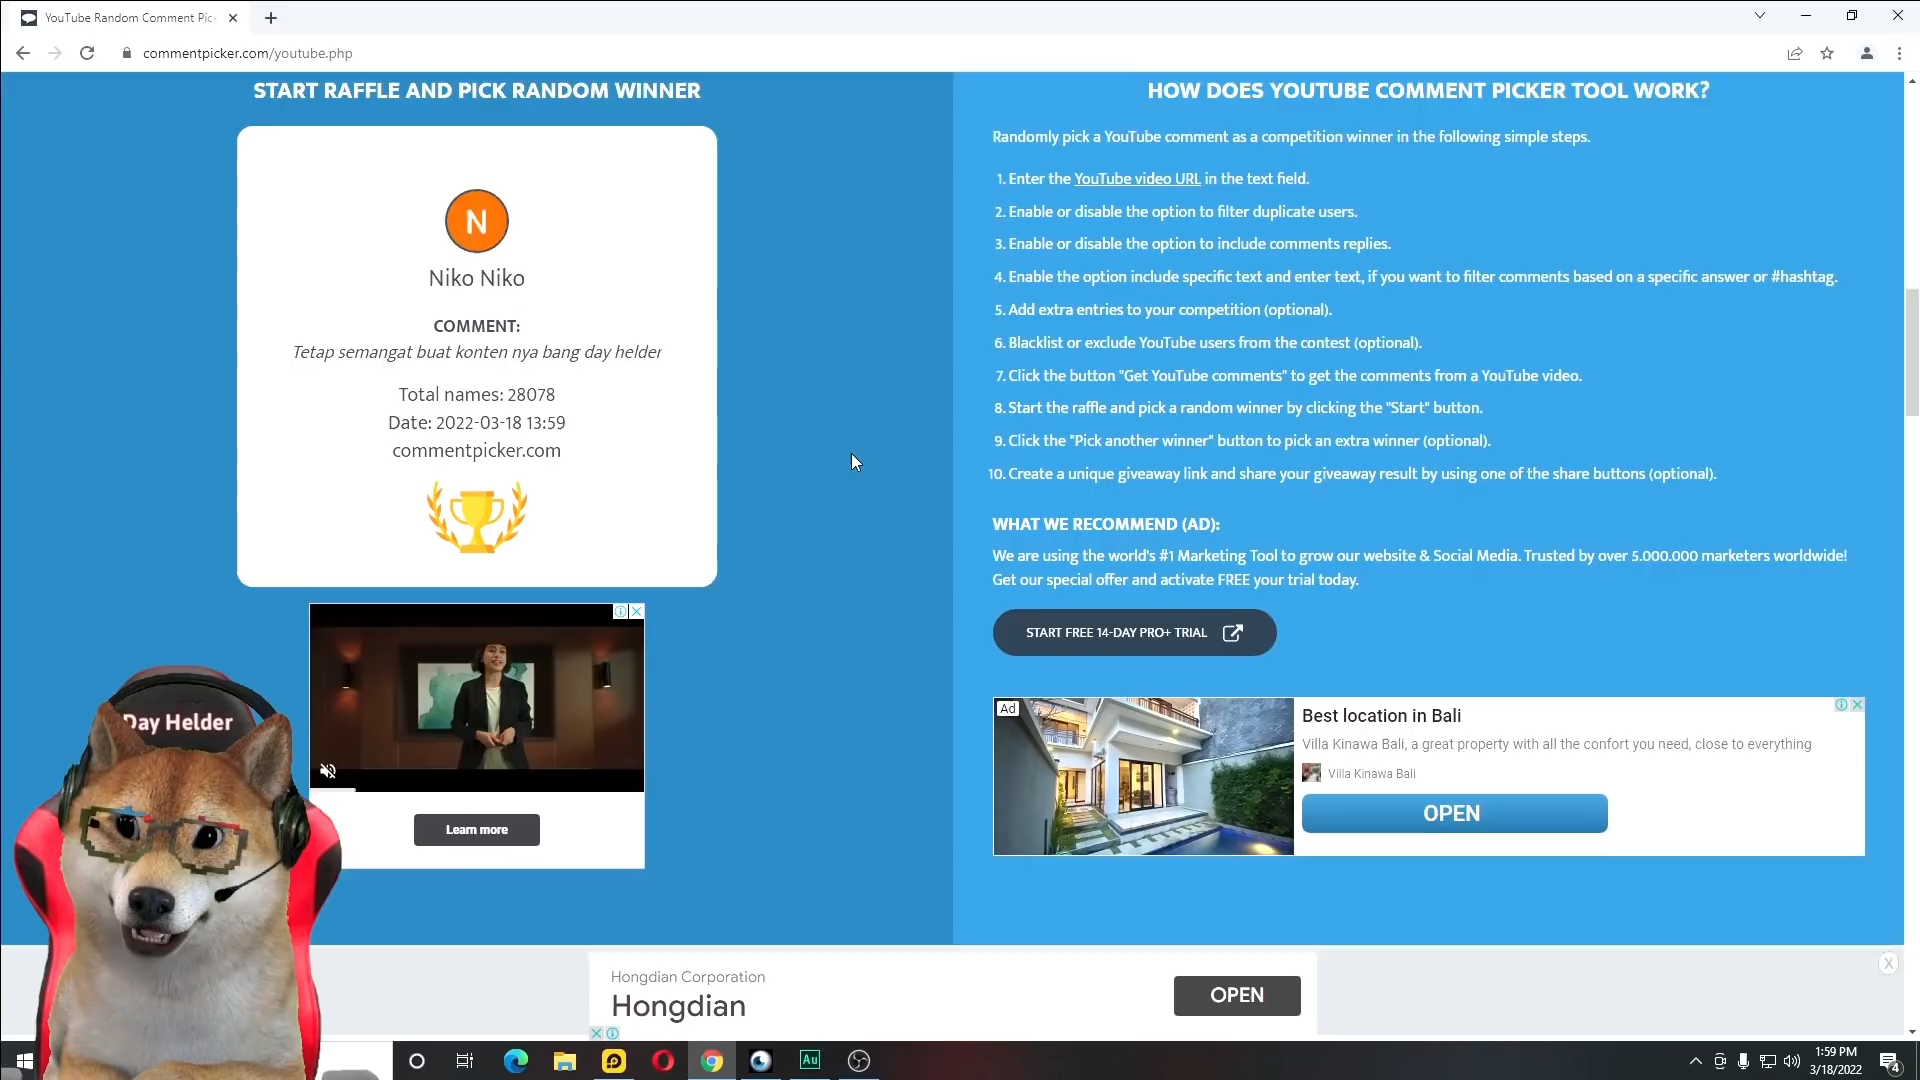 YouTube Random Comment Pic
commentpicker.com/youtube.php
START RAFFLE AND PICK RANDOM WINNER
N
Niko Niko
COMMENT:
Tetap semangat buat konten nya bang day helder
Total names: 28078
Date: 2022-03-18 13:59
commentpicker.com
Learn more
Day Helder
HOW DOES YOUTUBE COMMENT PICKER TOOL WORK?
Randomly pick a YouTube comment as a competition winner in the following simple steps.
1. Enter the YouTube video URL in the text field.
2. Enable or disable the option to filter duplicate users.
3. Enable or disable the option to include comments replies.
4. Enable the option include specific text and enter text, if you want to filter comments based on a specific answer or #hashtag.
5. Add extra entries to your competition (optional).
6. Blacklist or exclude YouTube users from the contest (optional).
7. Click the button "Get YouTube comments" to get the comments from a YouTube video.
8. Start the raffle and pick a random winner by clicking the "Start" button.
9. Click the "Pick another winner" button to pick an extra winner (optional).
10. Create a unique giveaway link and share your giveaway result by using one of the share buttons (optional).
WHAT WE RECOMMEND (AD):
We are using the world's #1 Marketing Tool to grow our website & Social Media. Trusted by over 5.000.000 marketers worldwide!
Get our special offer and activate FREE your trial today.
START FREE 14-DAY PRO+ TRIAL
Ad
Best location in Bali
Villa Kinawa Bali, a great property with all the confort you need, close to everything
Villa Kinawa Bali
OPEN
Hongdian Corporation
Hongdian
OPEN
X
Au
1:59 PM
3/18/2022
4